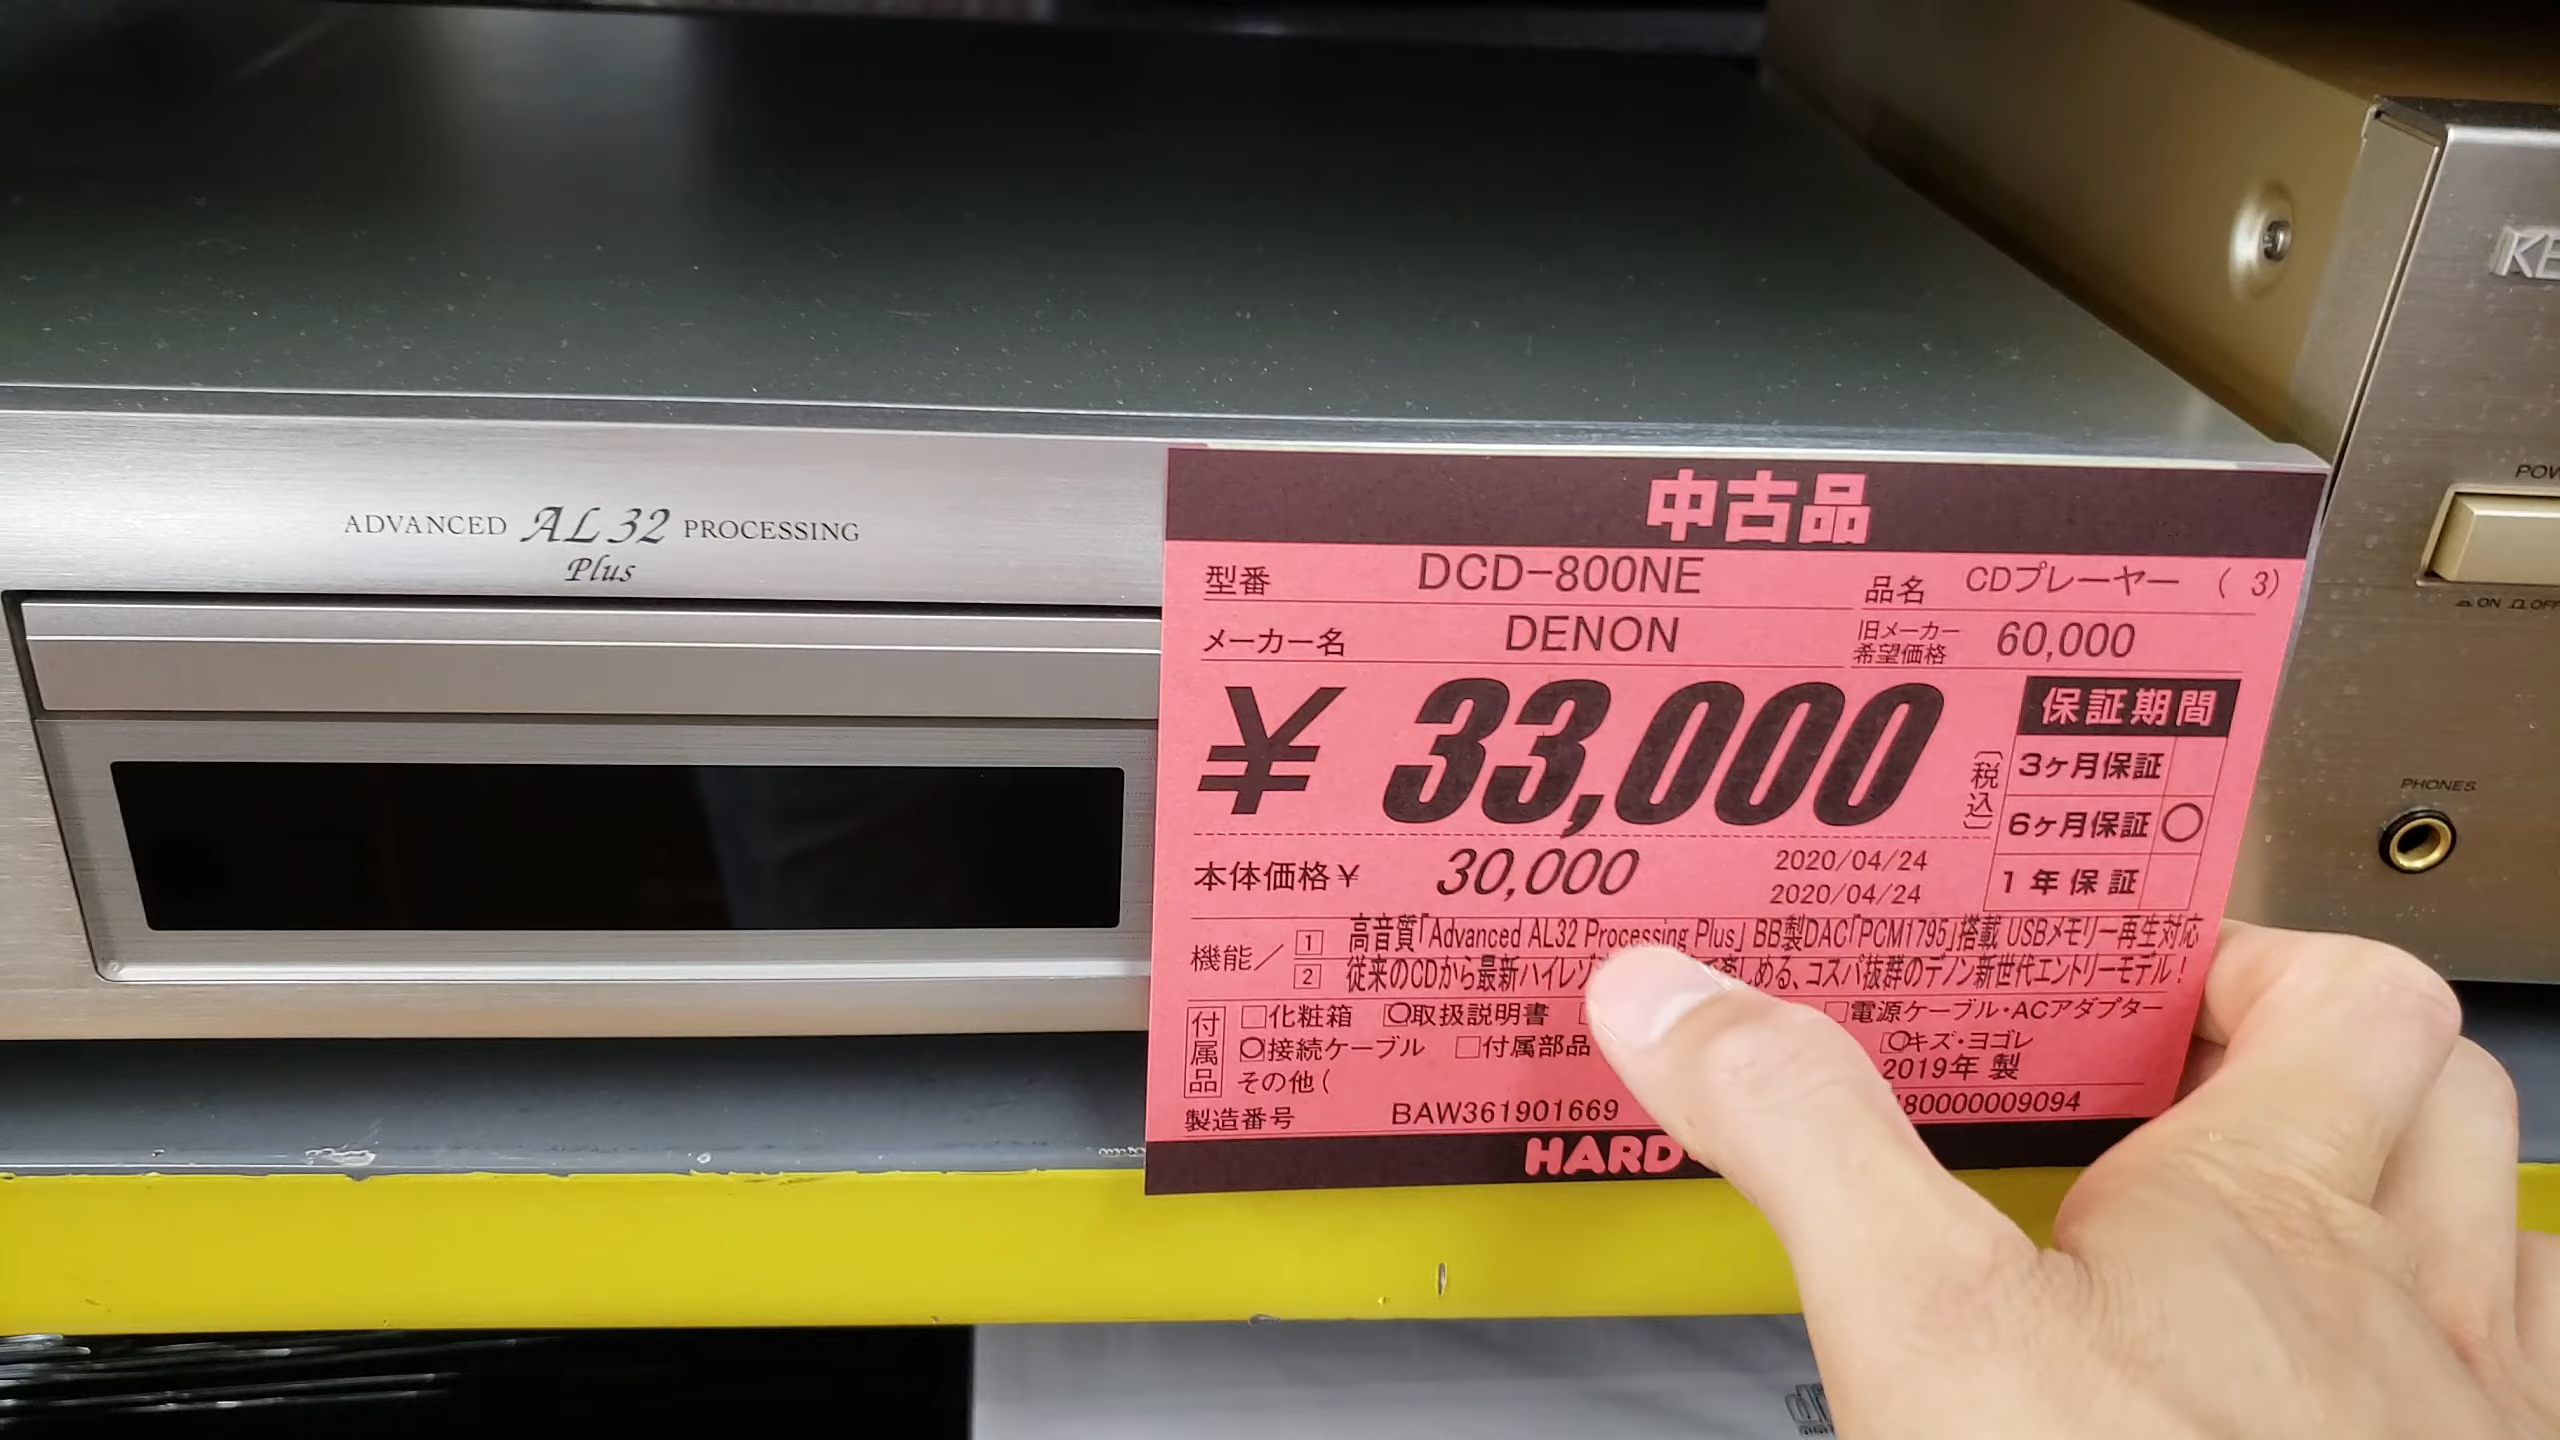 ADVANCED AL32 PROCESSING
Plus
中古品
型番 DCD-800NE 品名 CDプレーヤー ( 3)
メーカー名 DENON 旧メーカー希望価格 60,000
¥ 33,000 〔税込〕
保証期間
3ヶ月保証
6ヶ月保証 ○
1年保証
本体価格¥ 30,000
2020/04/24
2020/04/24
機能/ 1 高音質「Advanced AL32 Processing Plus」 BB製DAC「PCM1795」搭載 USBメモリー再生対応
2 従来のCDから最新ハイレゾ 楽しめる、コスパ抜群のデノン新世代エントリーモデル!
付属品 □化粧箱 ○取扱説明書 □電源ケーブル・ACアダプター
○接続ケーブル □付属部品 ○キズ・ヨゴレ
その他( 2019年 製
製造番号 BAW361901669 80000009094
HARD
POW
ON OFF
PHONES